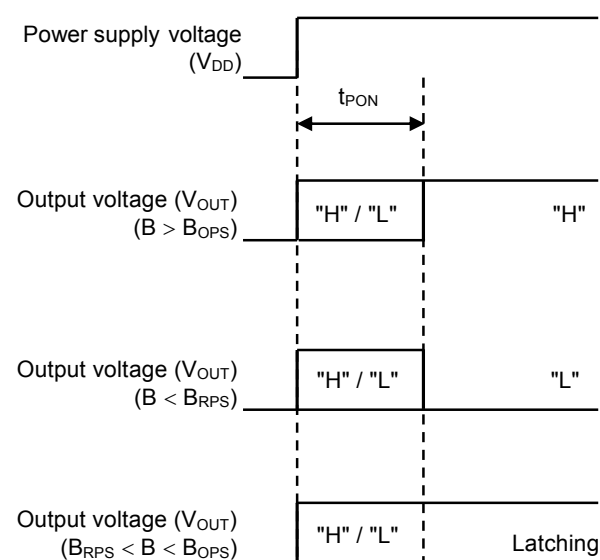 Power supply voltage
(VDD)
tPON
Output voltage (VOUT)
(B > BOPS)
"H" / "L"
"H"
Output voltage (VOUT)
(B < BRPS)
"H" / "L"
"L"
Output voltage (VOUT)
(BRPS < B < BOPS)
"H" / "L"
Latching